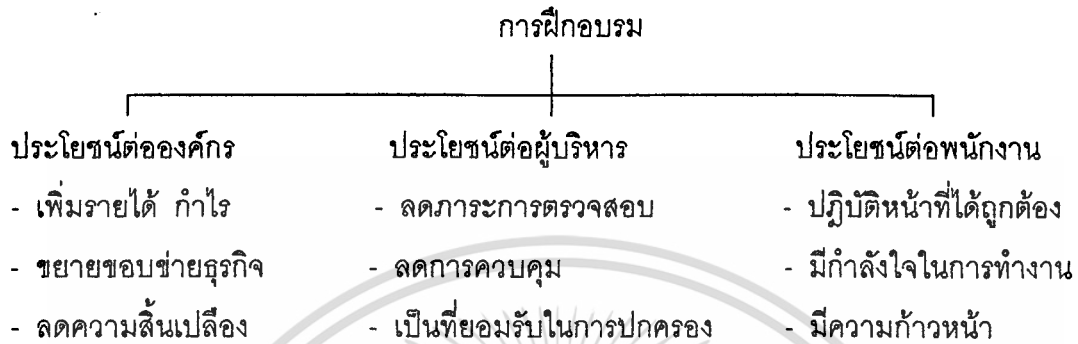 การฝึกอบรม
ประโยชน์ต่อองค์กร ประโยชน์ต่อผู้บริหาร ประโยชน์ต่อพนักงาน
- เพิ่มรายได้ กำไร - ลดภาระการตรวจสอบ - ปฏิบัติหน้าที่ได้ถูกต้อง
- ขยายขอบข่ายธุรกิจ - ลดการควบคุม - มีกำลังใจในการทำงาน
- ลดความสิ้นเปลือง - เป็นที่ยอมรับในการปกครอง - มีความก้าวหน้า